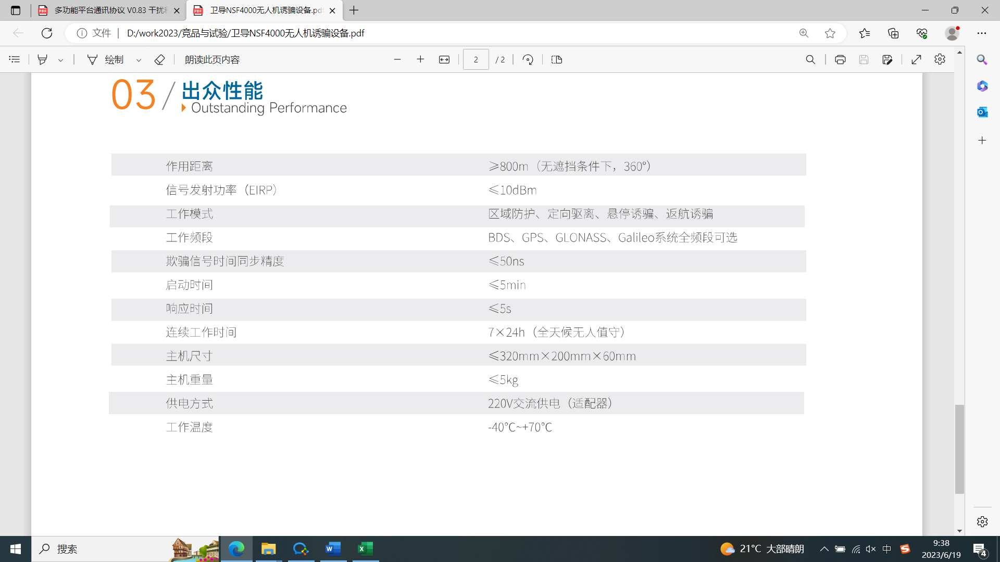 多功能平台通讯协议 V0.83 干扰
卫导NSF4000无人机诱骗设备.pd
文件
D:/work2023/竞品与试验/卫导NSF4000无人机诱骗设备.pdf
绘制
朗读此页内容
2
/ 2
03
出众性能
Outstanding Performance
作用距离 ≥800m（无遮挡条件下，360°）
信号发射功率（EIRP） ≤10dBm
工作模式 区域防护、定向驱离、悬停诱骗、返航诱骗
工作频段 BDS、GPS、GLONASS、Galileo系统全频段可选
欺骗信号时间同步精度 ≤50ns
启动时间 ≤5min
响应时间 ≤5s
连续工作时间 7×24h（全天候无人值守）
主机尺寸 ≤320mm×200mm×60mm
主机重量 ≤5kg
供电方式 220V交流供电（适配器）
工作温度 -40℃~+70℃
搜索
21°C 大部晴朗
中
9:38
2023/6/19
4